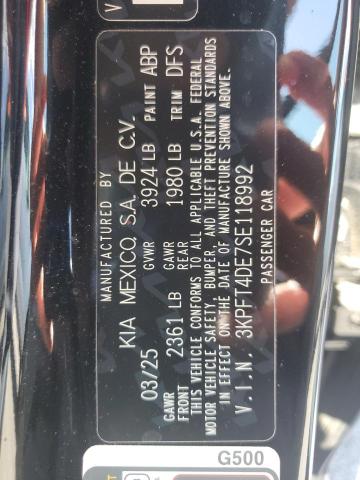 MANUFACTURED BY
KIA MEXICO, S.A. DE C.V.
03/25 GVWR 3924 LB PAINT ABP
GAWR FRONT 2361 LB GAWR REAR 1980 LB TRIM DFS
THIS VEHICLE CONFORMS TO ALL APPLICABLE U.S.A. FEDERAL
MOTOR VEHICLE SAFETY, BUMPER, AND THEFT PREVENTION STANDARDS
IN EFFECT ON THE DATE OF MANUFACTURE SHOWN ABOVE.
V.I.N. 3KPFT4DE7SE118992
PASSENGER CAR
G500